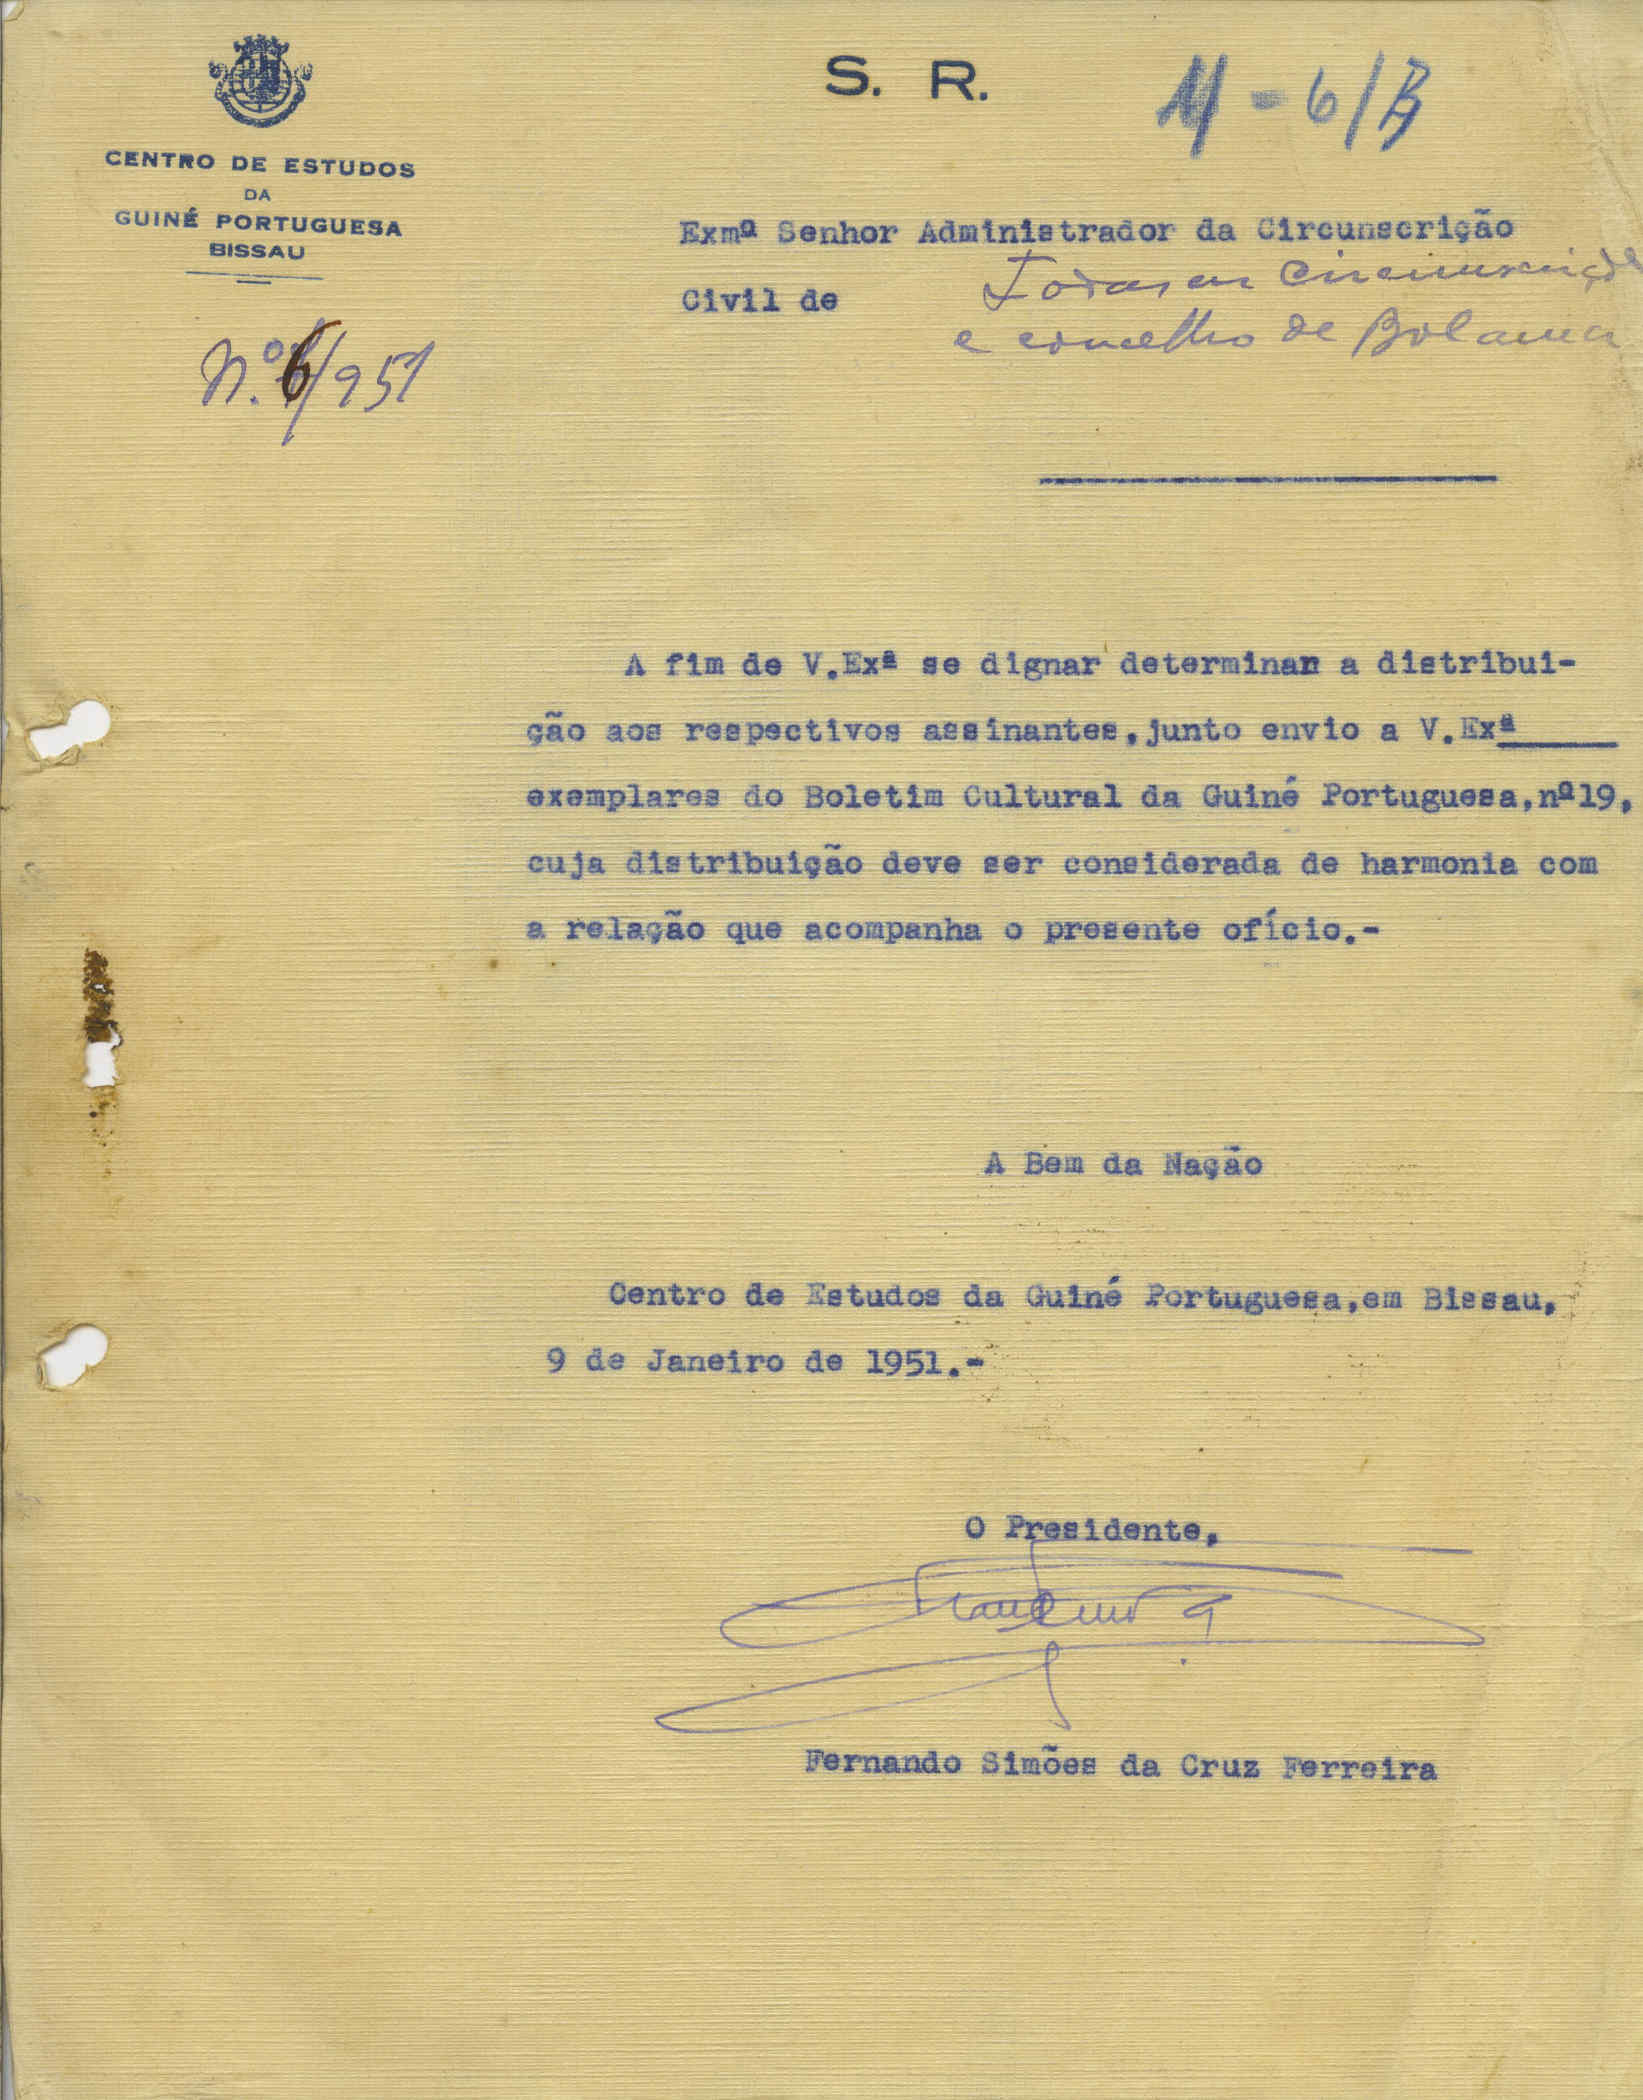 S. R.
CENTRO DE ESTUDOS
DA
GUINÉ PORTUGUESA
BISSAU
N.º 6/951
Exmº Senhor Administrador da Circunscrição
Civil de
Todas as Circunscrições
e concelho de Bolama
A fim de V.Exª se dignar determinar a distribui-
ção aos respectivos assinantes,junto envio a V.Exª
exemplares do Boletim Cultural da Guiné Portuguesa,nº19,
cuja distribuição deve ser considerada de harmonia com
a relação que acompanha o presente ofício.-
A Bem da Nação
Centro de Estudos da Guiné Portuguesa,em Bissau,
9 de Janeiro de 1951.-
O Presidente,
Fernando Simões da Cruz Ferreira